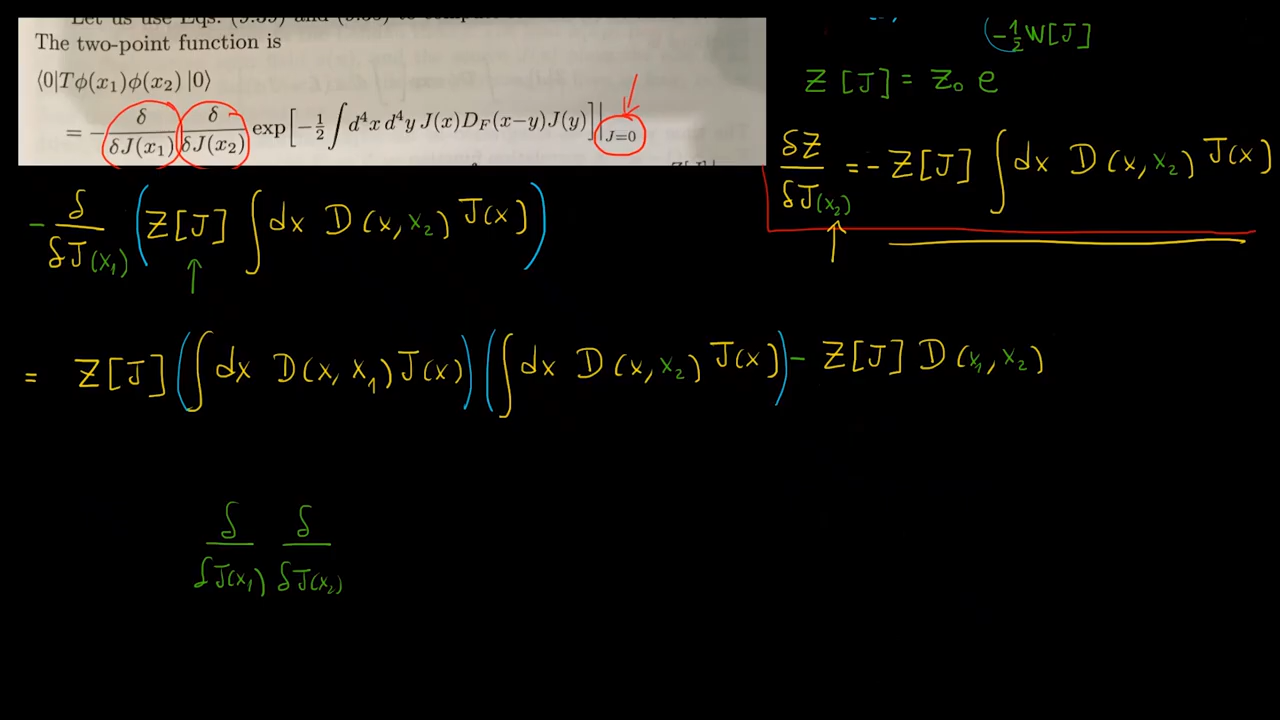 The two-point function is
⟨0|Tϕ(x₁)ϕ(x₂)|0⟩
= − δ/δJ(x₁) δ/δJ(x₂) exp[−½∫d⁴x d⁴y J(x)D_F(x−y)J(y)]|_{J=0}
−½W[J]
Z[J] = Z₀ e
δZ/δJ(x₂) = − Z[J] ∫dx D(x,x₂) J(x)
− δ/δJ(x₁) (Z[J] ∫dx D(x,x₂) J(x))
= Z[J] (∫dx D(x,x₁) J(x)) (∫dx D(x,x₂) J(x)) − Z[J] D(x₁,x₂)
δ/δJ(x₁) δ/δJ(x₂)